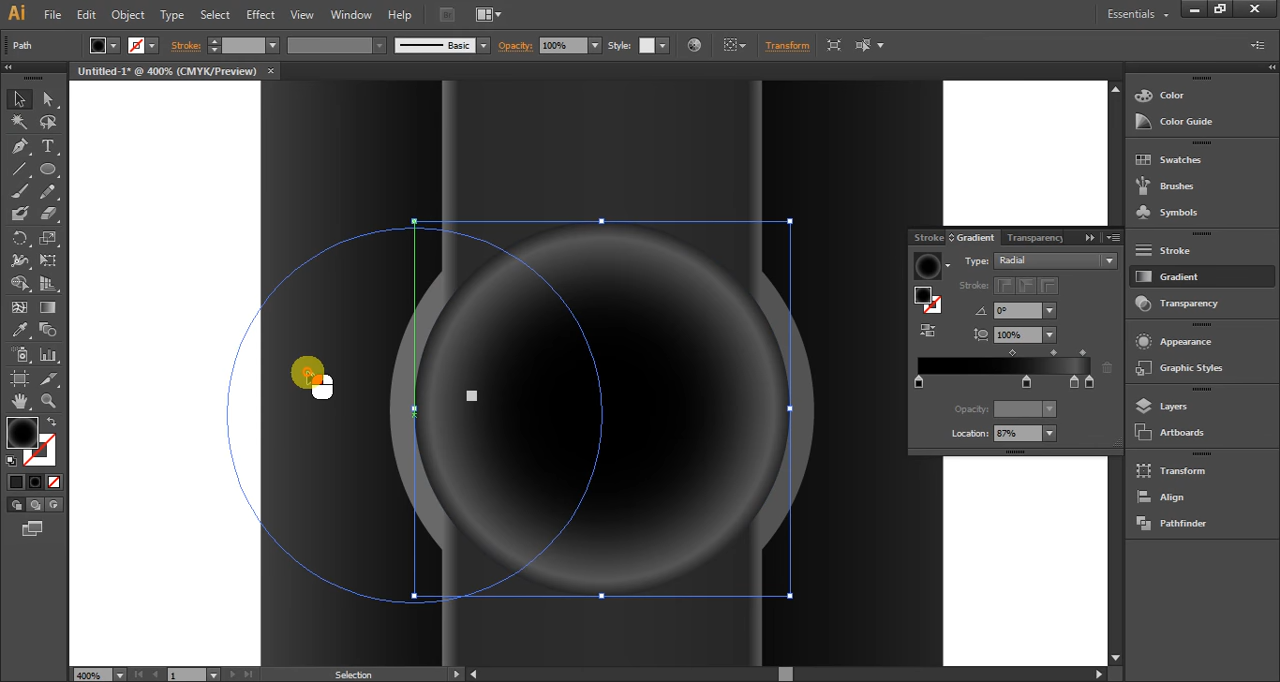 Ai File Edit Object Type Select Effect View Window Help Br Essentials
Path Stroke: Basic Opacity: 100% Style: Transform
Untitled-1* @ 400% (CMYK/Preview)
Color
Color Guide
Swatches
Brushes
Symbols
Stroke
Gradient
Transparency
Appearance
Graphic Styles
Layers
Artboards
Transform
Align
Pathfinder
Stroke Gradient Transparency
Type: Radial
Stroke:
0°
100%
Opacity:
Location: 87%
400% 1 Selection